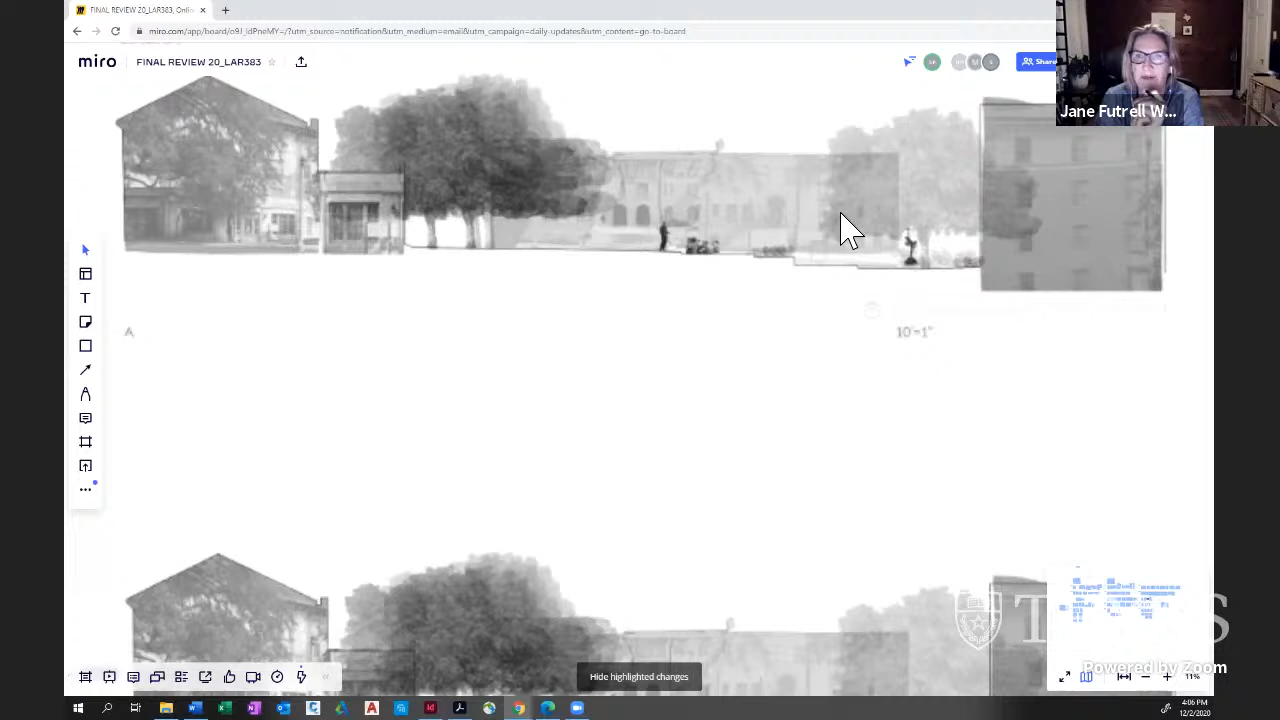 FINAL REVIEW 20_LAR383, Onlin
miro.com/app/board/o9J_ldPneMY=/?utm_source=notification&utm_medium=email&utm_campaign=daily-updates&utm_content=go-to-board
miro
FINAL REVIEW 20_LAR383
Share
Jane Futrell W...
A
10'=1"
Hide highlighted changes
Powered by Zoom
11%
4:06 PM
12/2/2020